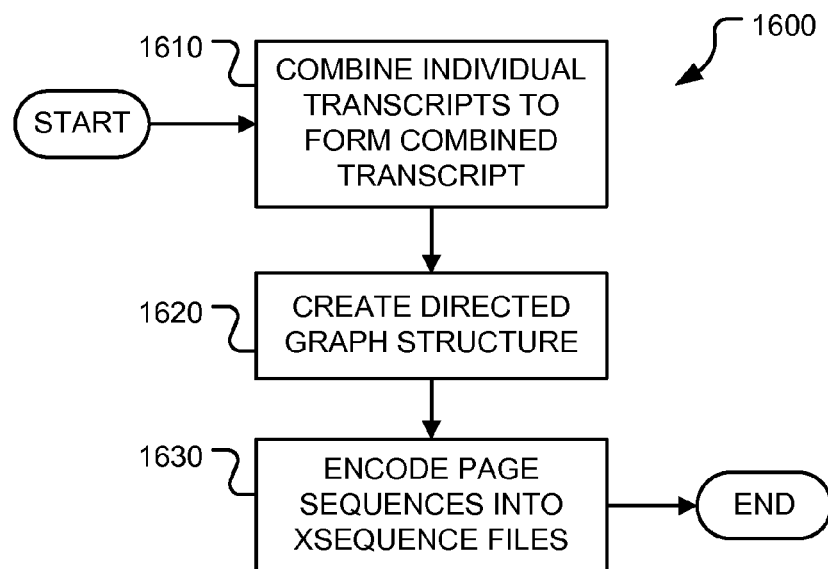 1600
1610
COMBINE INDIVIDUAL
TRANSCRIPTS TO
FORM COMBINED
TRANSCRIPT
START
1620
CREATE DIRECTED
GRAPH STRUCTURE
1630
ENCODE PAGE
SEQUENCES INTO
XSEQUENCE FILES
END